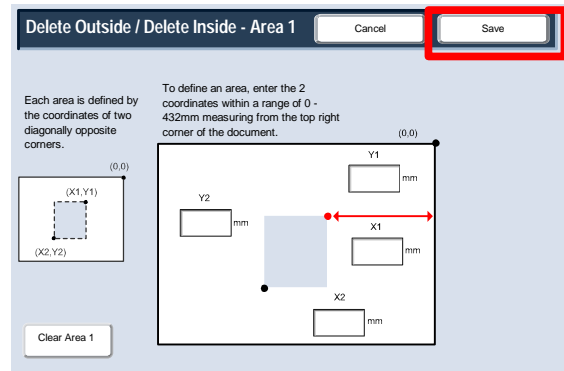 Delete Outside / Delete Inside - Area 1
Cancel
Save
Each area is defined by
the coordinates of two
diagonally opposite
corners.
To define an area, enter the 2
coordinates within a range of 0 -
432mm measuring from the top right
corner of the document.
(0,0)
(X1,Y1)
(X2,Y2)
(0,0)
Y1
mm
Y2
mm
X1
mm
X2
mm
Clear Area 1